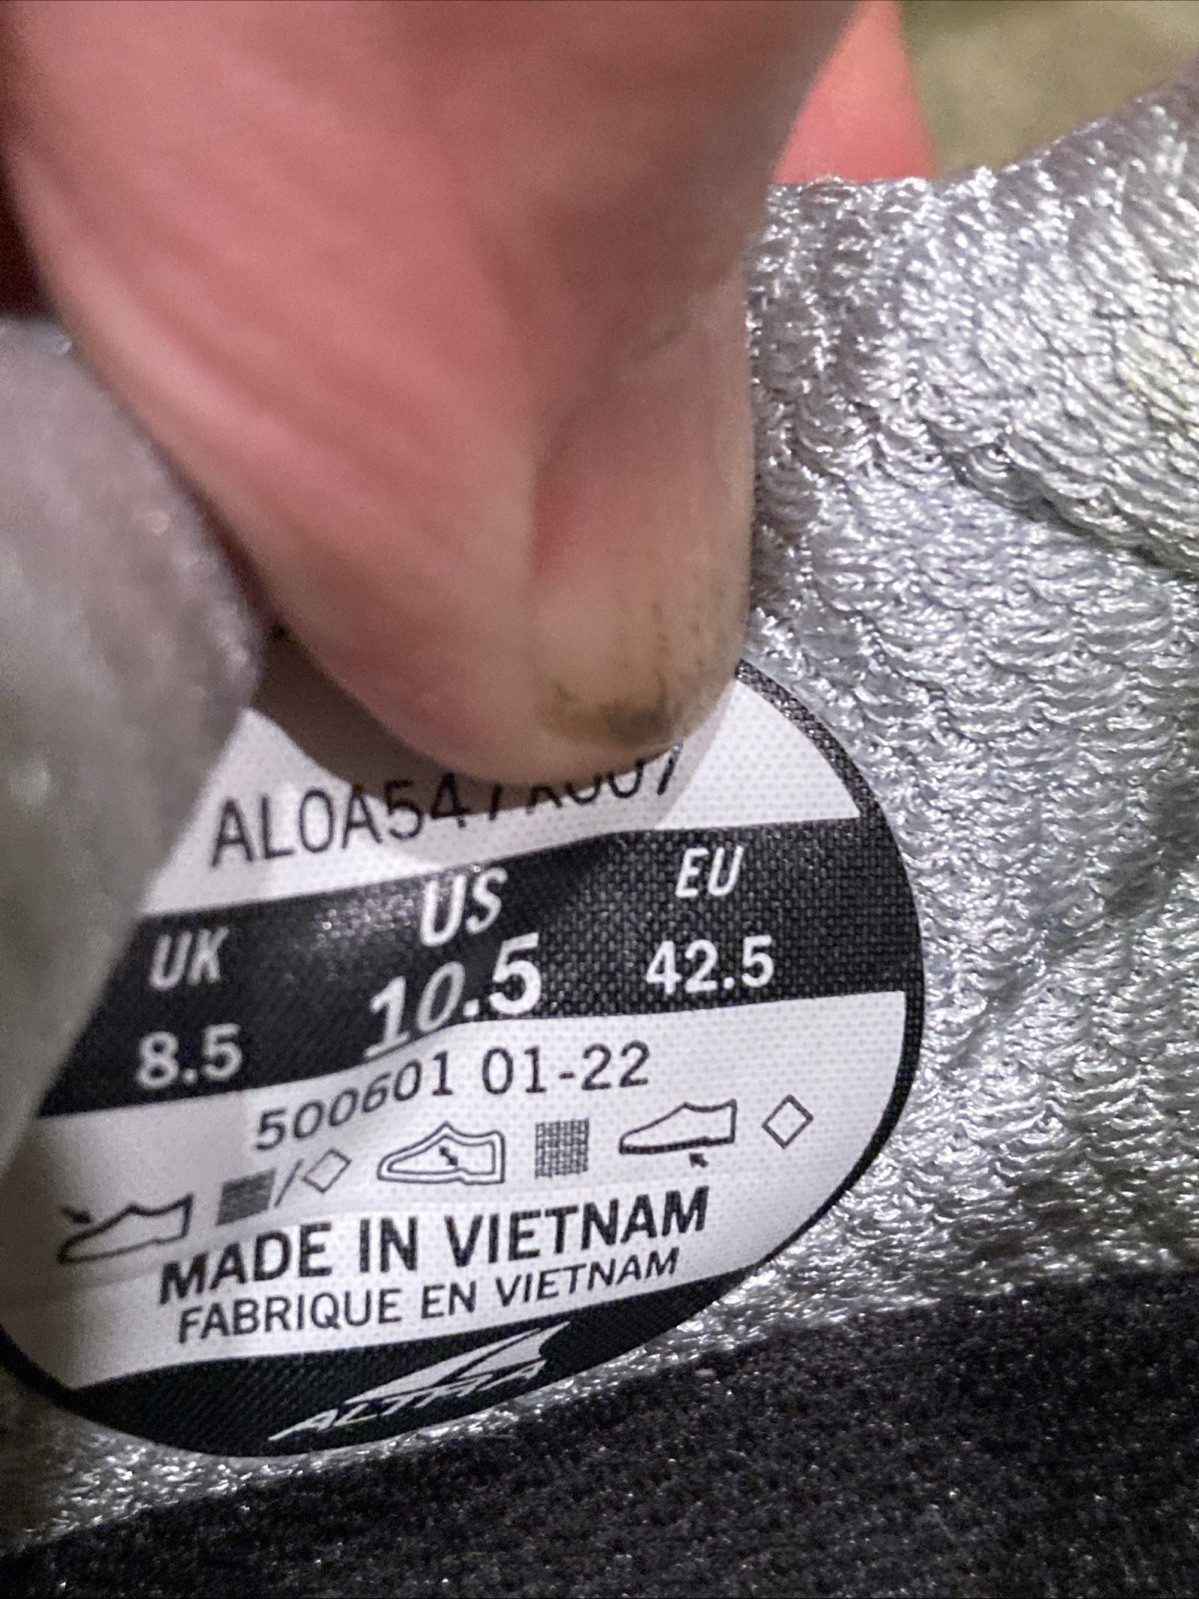 UK US EU
8.5 10.5 42.5
500601 01-22
MADE IN VIETNAM
FABRIQUE EN VIETNAM
ALTRA